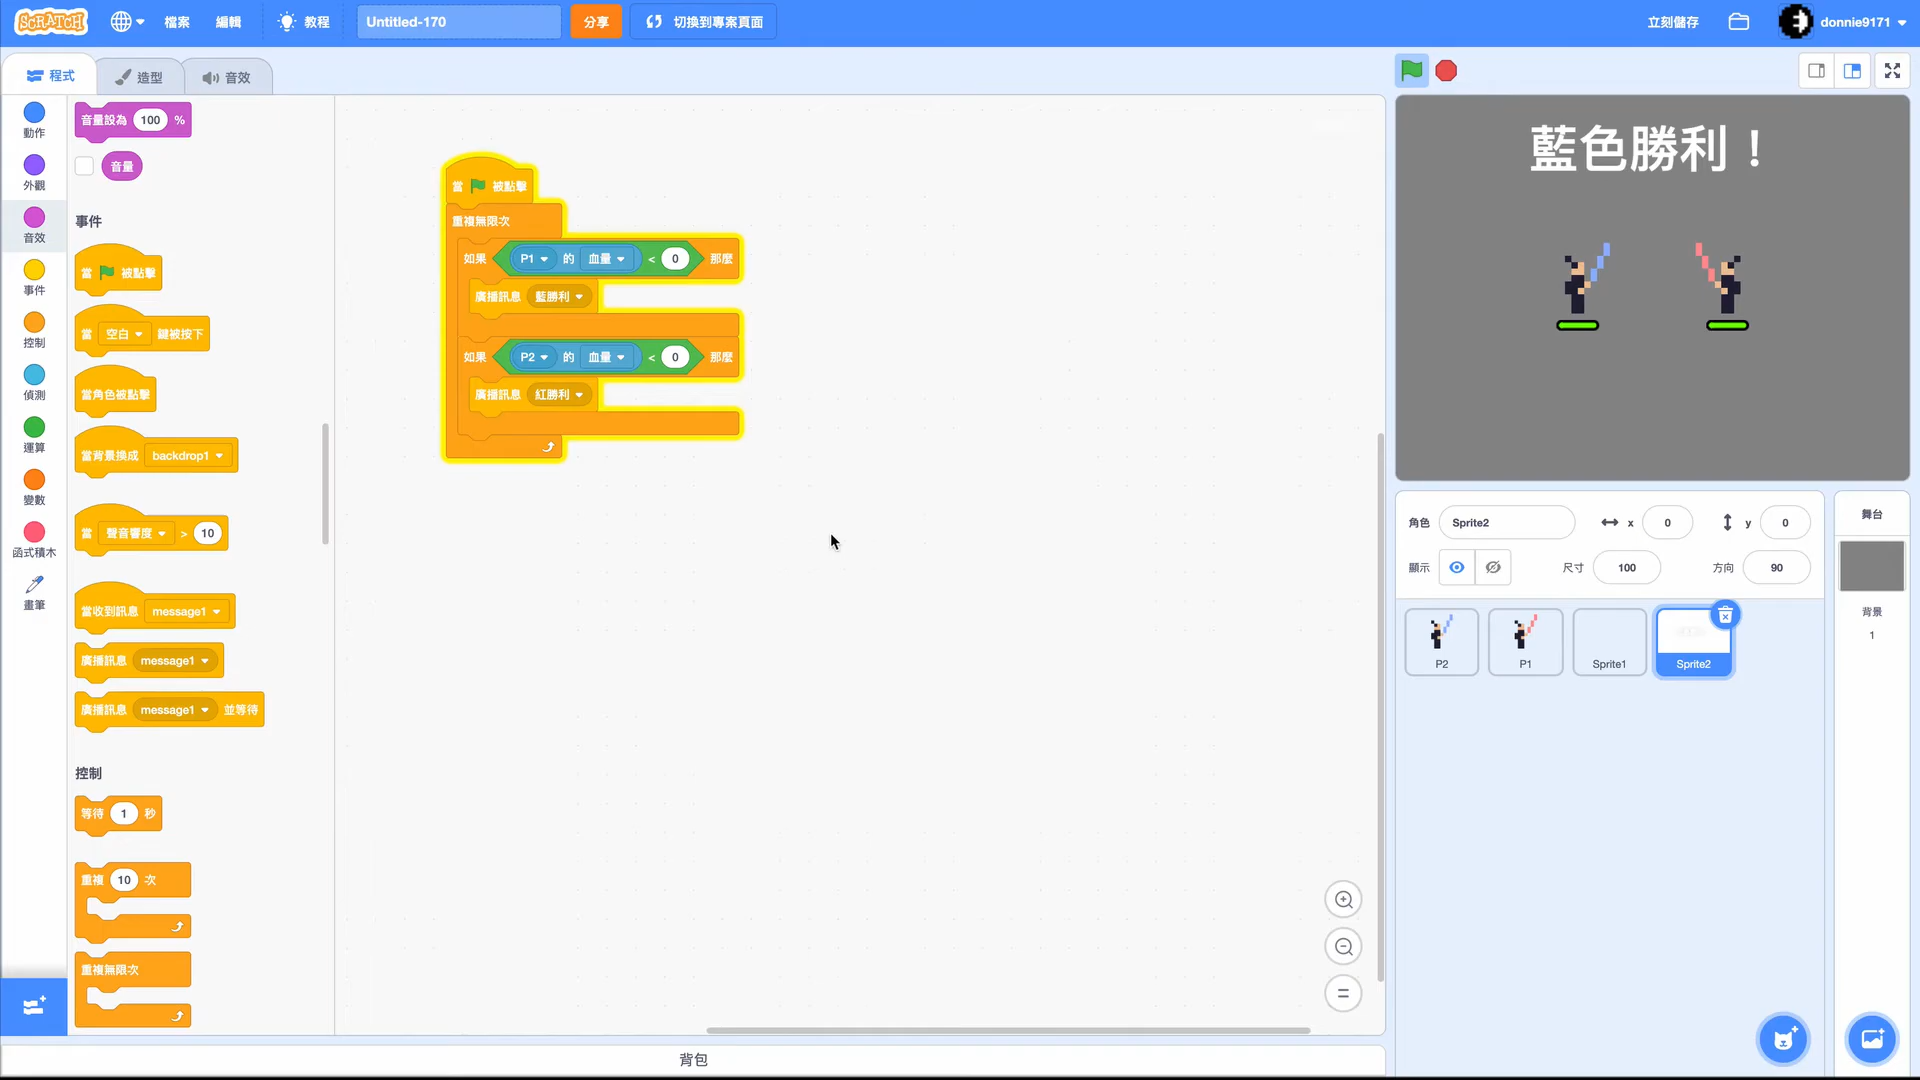 SCRATCH
檔案
編輯
教程
Untitled-170
分享
切換到專案頁面
立刻儲存
donnie9171
程式
造型
音效
動作
外觀
音效
事件
控制
偵測
運算
變數
函式積木
畫筆
音量設為 100 %
音量
事件
當 被點擊
當 空白 鍵被按下
當角色被點擊
當背景換成 backdrop1
當 聲音響度 > 10
當收到訊息 message1
廣播訊息 message1
廣播訊息 message1 並等待
控制
等待 1 秒
重複 10 次
重複無限次
當 被點擊
重複無限次
如果 P1 的 血量 < 0 那麼
廣播訊息 藍勝利
如果 P2 的 血量 < 0 那麼
廣播訊息 紅勝利
背包
藍色勝利！
角色 Sprite2 x 0 y 0
顯示 尺寸 100 方向 90
P2
P1
Sprite1
Sprite2
舞台
背景
1